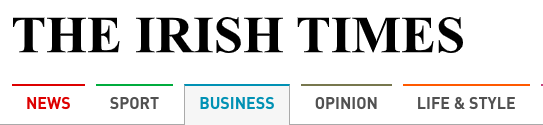 THE IRISH TIMES
NEWS SPORT BUSINESS OPINION LIFE & STYLE